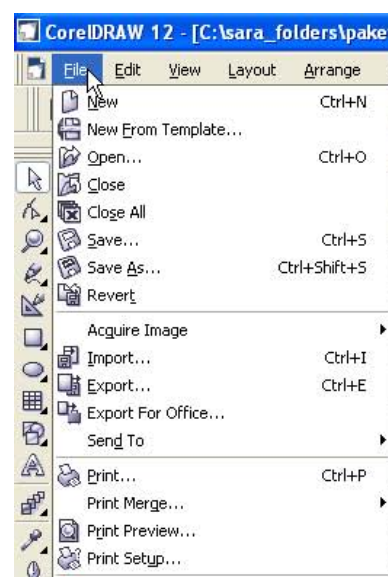 CorelDRAW 12 - [C:\sara_folders\pake
File Edit View Layout Arrange
New Ctrl+N
New From Template...
Open... Ctrl+O
Close
Close All
Save... Ctrl+S
Save As... Ctrl+Shift+S
Revert
Acquire Image
Import... Ctrl+I
Export... Ctrl+E
Export For Office...
Send To
Print... Ctrl+P
Print Merge...
Print Preview...
Print Setup...